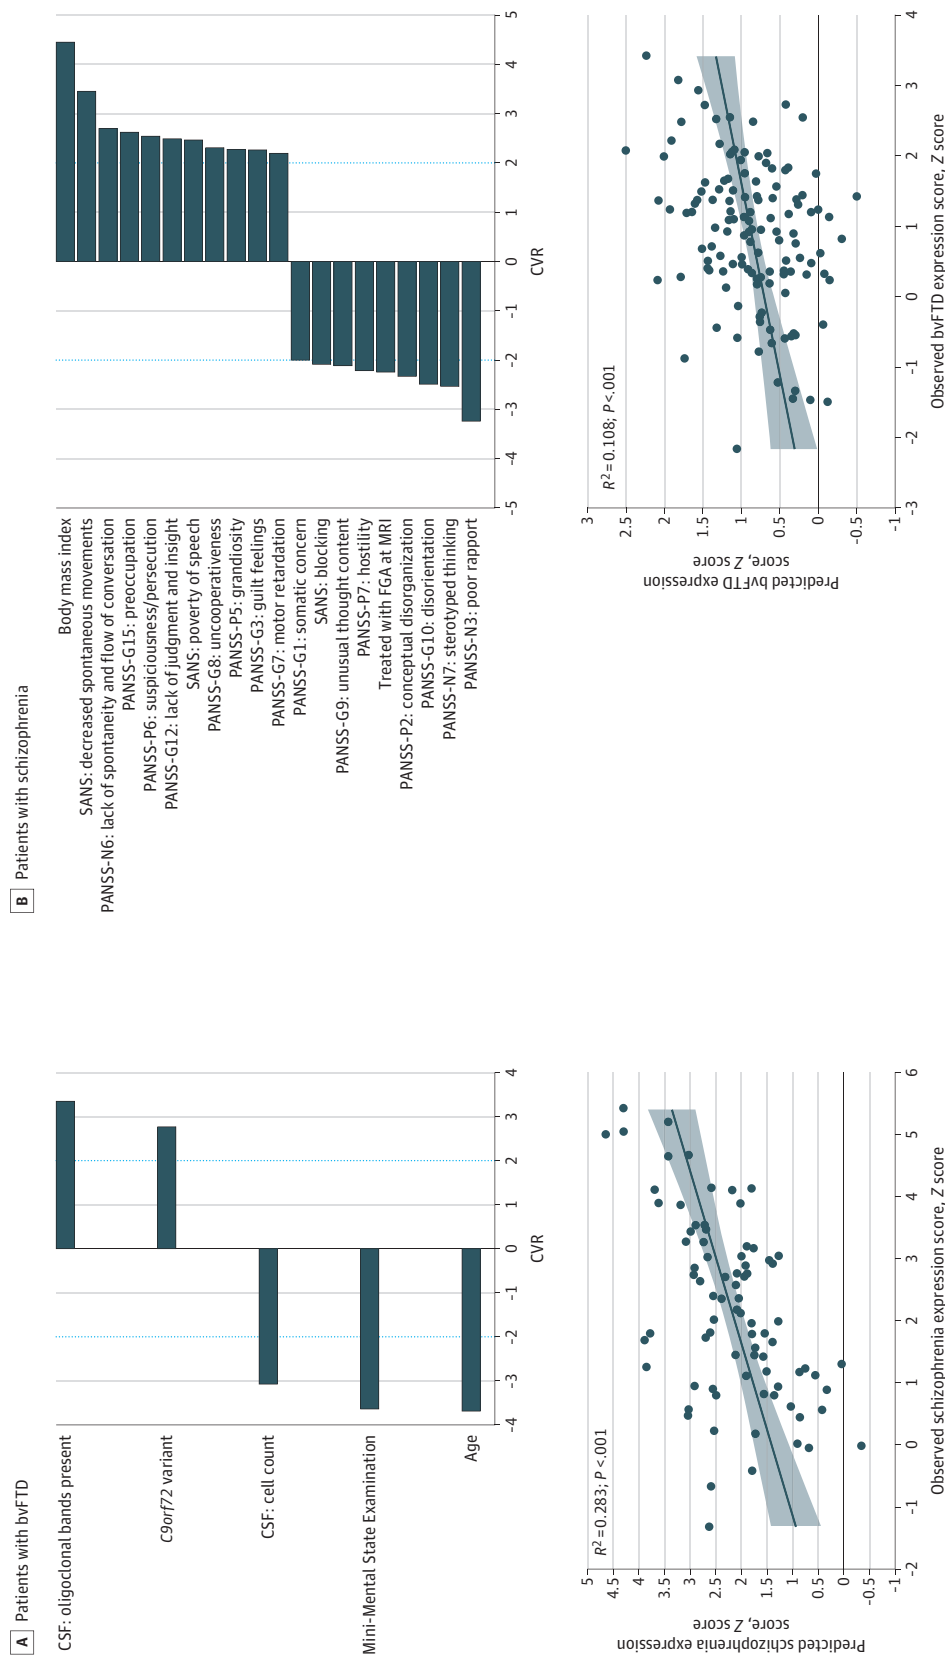 A Patients with bvFTD
CSF: oligoclonal bands present
C9orf72 variant
CSF: cell count
Mini-Mental State Examination
Age
-4 -3 -2 -1 0 1 2 3 4
CVR
R² = 0.283; P <.001
5
4.5
4
3.5
3
2.5
2
1.5
1
0.5
0
-0.5
-1
Predicted schizophrenia expression
score, Z score
-2 -1 0 1 2 3 4 5 6
Observed schizophrenia expression score, Z score
B Patients with schizophrenia
Body mass index
SANS: decreased spontaneous movements
PANSS-N6: lack of spontaneity and flow of conversation
PANSS-G15: preoccupation
PANSS-P6: suspiciousness/persecution
PANSS-G12: lack of judgment and insight
SANS: poverty of speech
PANSS-G8: uncooperativeness
PANSS-P5: grandiosity
PANSS-G3: guilt feelings
PANSS-G7: motor retardation
PANSS-G1: somatic concern
SANS: blocking
PANSS-G9: unusual thought content
PANSS-P7: hostility
Treated with FGA at MRI
PANSS-P2: conceptual disorganization
PANSS-G10: disorientation
PANSS-N7: sterotyped thinking
PANSS-N3: poor rapport
-5 -4 -3 -2 -1 0 1 2 3 4 5
CVR
R² = 0.108; P <.001
3
2.5
2
1.5
1
0.5
0
-0.5
-1
Predicted bvFTD expression
score, Z score
-3 -2 -1 0 1 2 3 4
Observed bvFTD expression score, Z score